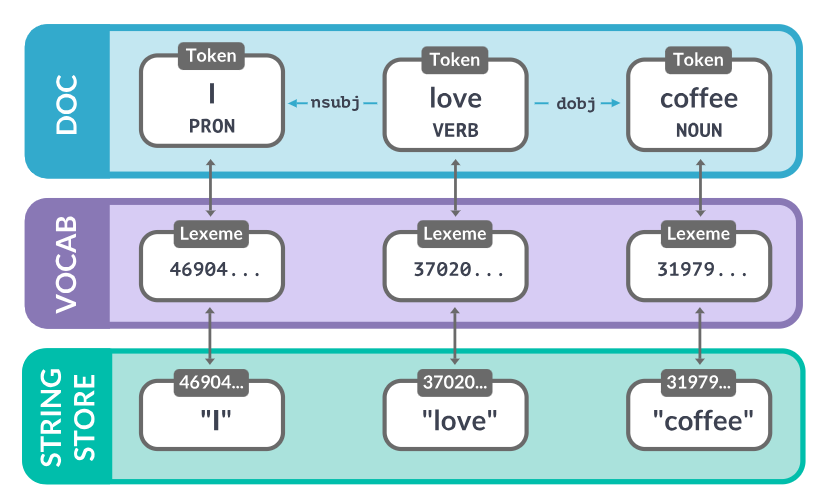 DOC
Token
Token
Token
I
love
coffee
nsubj
dobj
PRON
VERB
NOUN
VOCAB
Lexeme
Lexeme
Lexeme
46904...
37020...
31979...
STRING
STORE
46904...
37020...
31979...
"I"
"love"
"coffee"